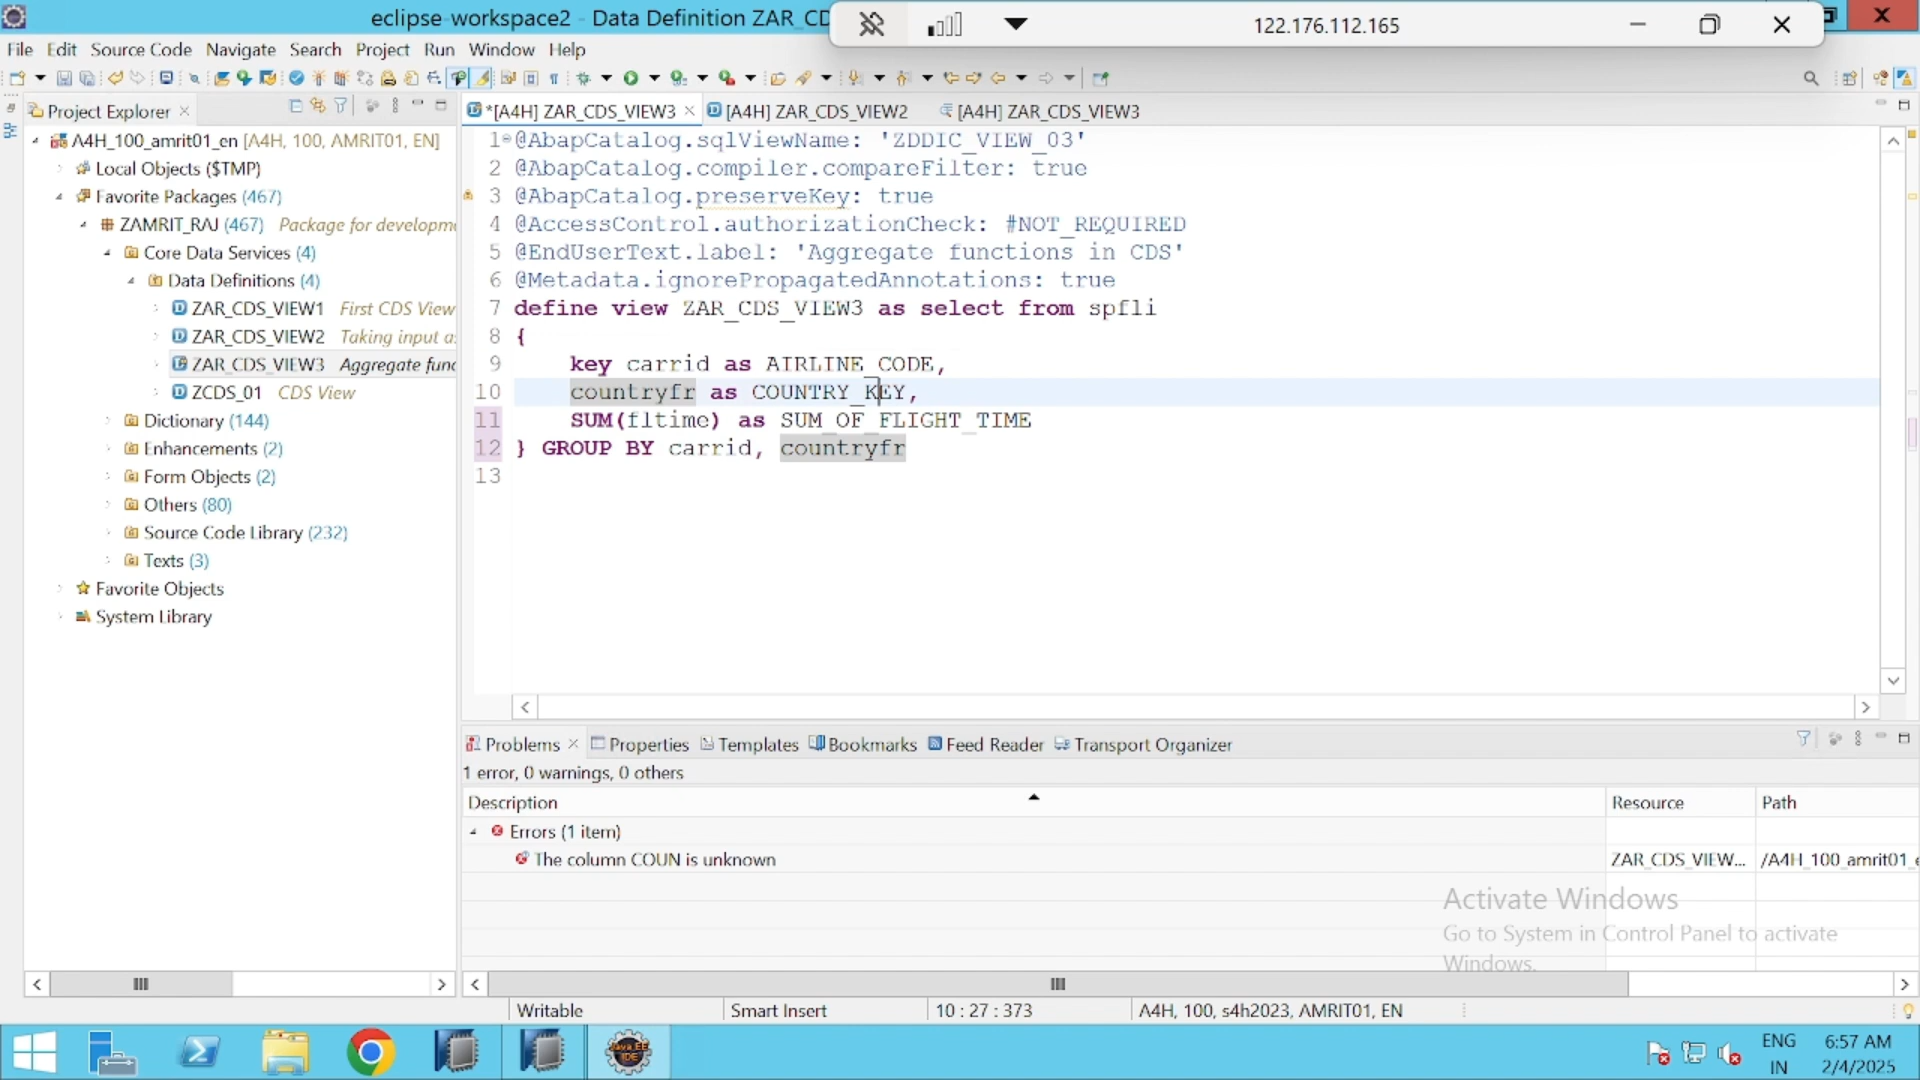 eclipse-workspace2 - Data Definition ZAR_CD
122.176.112.165
File Edit Source Code Navigate Search Project Run Window Help
Project Explorer
*[A4H] ZAR_CDS_VIEW3
[A4H] ZAR_CDS_VIEW2
[A4H] ZAR_CDS_VIEW3
A4H_100_amrit01_en [A4H, 100, AMRIT01, EN]
Local Objects ($TMP)
Favorite Packages (467)
ZAMRIT_RAJ (467) Package for developm
Core Data Services (4)
Data Definitions (4)
ZAR_CDS_VIEW1 First CDS View
ZAR_CDS_VIEW2 Taking input a
ZAR_CDS_VIEW3 Aggregate func
ZCDS_01 CDS View
Dictionary (144)
Enhancements (2)
Form Objects (2)
Others (80)
Source Code Library (232)
Texts (3)
Favorite Objects
System Library
1 @AbapCatalog.sqlViewName: 'ZDDIC_VIEW_03'
2 @AbapCatalog.compiler.compareFilter: true
3 @AbapCatalog.preserveKey: true
4 @AccessControl.authorizationCheck: #NOT_REQUIRED
5 @EndUserText.label: 'Aggregate functions in CDS'
6 @Metadata.ignorePropagatedAnnotations: true
7 define view ZAR_CDS_VIEW3 as select from spfli
8 {
9 key carrid as AIRLINE_CODE,
10 countryfr as COUNTRY_KEY,
11 SUM(fltime) as SUM_OF_FLIGHT_TIME
12 } GROUP BY carrid, countryfr
13
Problems Properties Templates Bookmarks Feed Reader Transport Organizer
1 error, 0 warnings, 0 others
Description Resource Path
Errors (1 item)
The column COUN is unknown ZAR_CDS_VIEW... /A4H_100_amrit01_e
Activate Windows
Go to System in Control Panel to activate
Windows.
Writable Smart Insert 10 : 27 : 373 A4H, 100, s4h2023, AMRIT01, EN
Java EE
IDE
ENG
IN
6:57 AM
2/4/2025